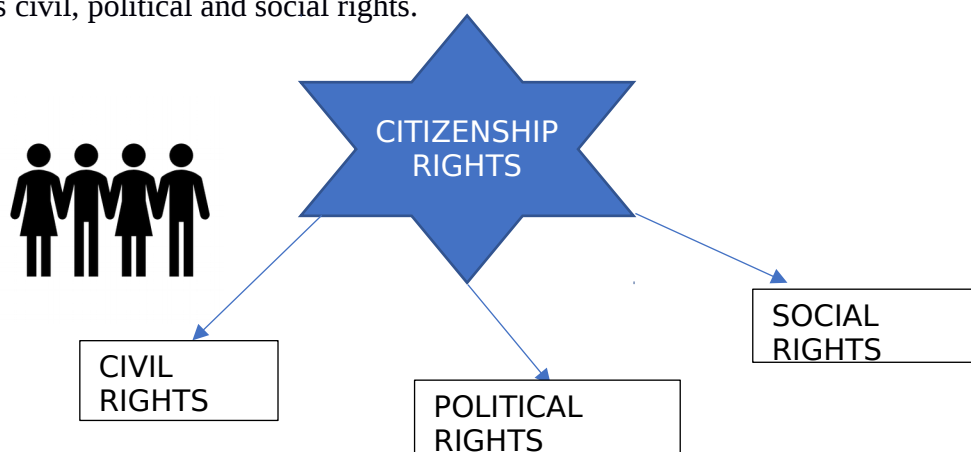 s civil, political and social rights.
CITIZENSHIP
RIGHTS
SOCIAL
RIGHTS
CIVIL
RIGHTS
POLITICAL
RIGHTS